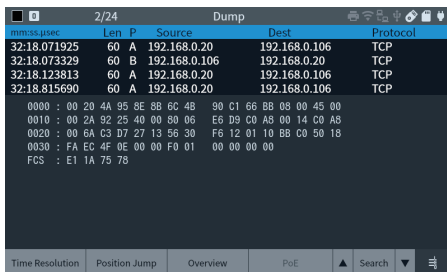 0 2/24 Dump
mm:ss.µsec Len P Source Dest Protocol
32:18.071925 60 A 192.168.0.20 192.168.0.106 TCP
32:18.073329 60 B 192.168.0.106 192.168.0.20 TCP
32:18.123813 60 A 192.168.0.20 192.168.0.106 TCP
32:18.815690 60 A 192.168.0.20 192.168.0.106 TCP
0000 : 00 20 4A 95 8E 8B 6C 4B 90 C1 66 BB 08 00 45 00
0010 : 00 2A 92 25 40 00 80 06 E6 D9 C0 A8 00 14 C0 A8
0020 : 00 6A C3 D7 27 13 56 30 F6 12 01 10 BB C0 50 18
0030 : FA EC 4F 0E 00 00 F0 01 00 00 00 00
FCS : E1 1A 75 78
Time Resolution Position Jump Overview PoE ▲ Search ▼